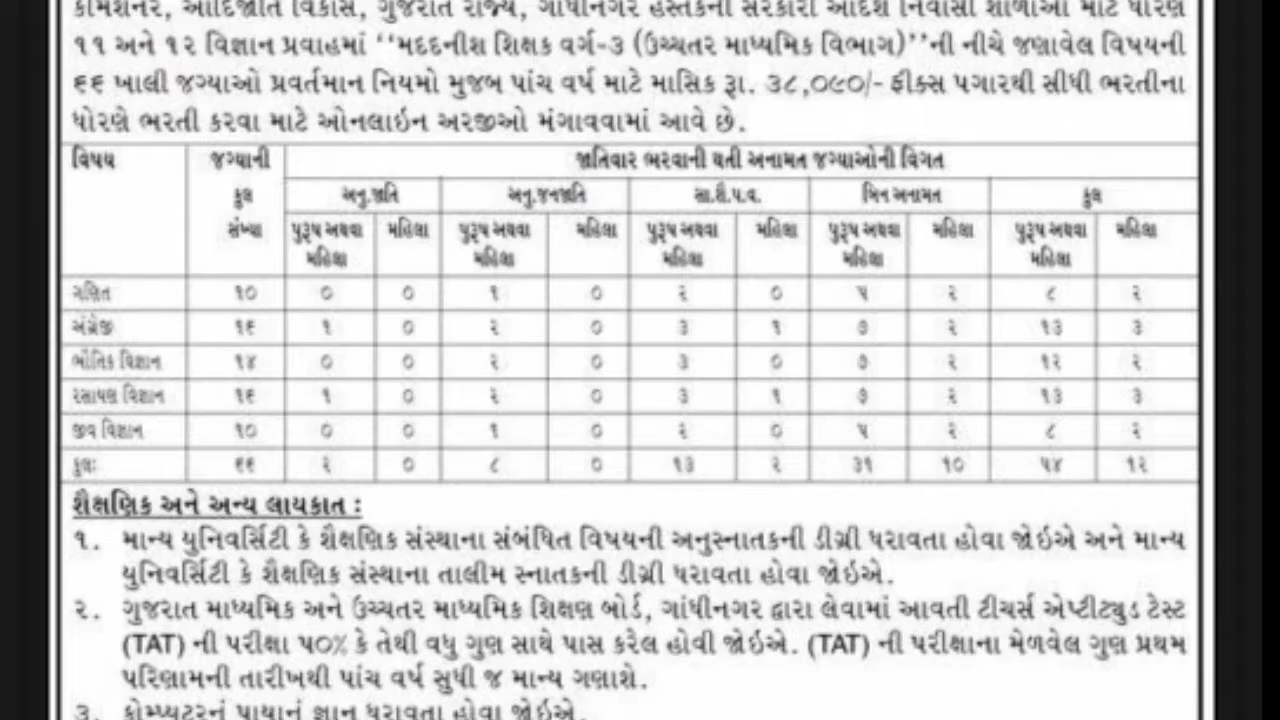 કમિશનર, આદિજાતિ વિકાસ, ગુજરાત રાજ્ય, ગાંધીનગર હસ્તકની સરકારી આદર્શ નિવાસી શાળાઓ માટે ધોરણ
૧૧ અને ૧૨ વિજ્ઞાન પ્રવાહમાં ‘‘મદદનીશ શિક્ષક વર્ગ-૩ (ઉચ્ચતર માધ્યમિક વિભાગ)’’ની નીચે જણાવેલ વિષયની
૬૬ ખાલી જગ્યાઓ પ્રવર્તમાન નિયમો મુજબ પાંચ વર્ષ માટે માસિક રૂા. ૩૮,૦૯૦/- ફીક્સ પગારથી સીધી ભરતીના
ધોરણે ભરતી કરવા માટે ઓનલાઇન અરજીઓ મંગાવવામાં આવે છે.
વિષય જગ્યાની જાતિવાર ભરવાની થતી અનામત જગ્યાઓની વિગત
કુલ અનુ.જાતિ અનુ.જનજાતિ સા.શૈ.પ.વ. બિન અનામત કુલ
સંખ્યા પુરૂષ અથવા મહિલા પુરૂષ અથવા મહિલા પુરૂષ અથવા મહિલા પુરૂષ અથવા મહિલા પુરૂષ અથવા મહિલા
મહિલા મહિલા મહિલા મહિલા મહિલા
ગણિત ૧૦ ૦ ૦ ૧ ૦ ૨ ૦ ૫ ૨ ૮ ૨
અંગ્રેજી ૧૬ ૧ ૦ ૨ ૦ ૩ ૧ ૭ ૨ ૧૩ ૩
ભૌતિક વિજ્ઞાન ૧૪ ૦ ૦ ૨ ૦ ૩ ૦ ૭ ૨ ૧૨ ૨
રસાયણ વિજ્ઞાન ૧૬ ૧ ૦ ૨ ૦ ૩ ૧ ૭ ૨ ૧૩ ૩
જીવ વિજ્ઞાન ૧૦ ૦ ૦ ૧ ૦ ૨ ૦ ૫ ૨ ૮ ૨
કુલઃ ૬૬ ૨ ૦ ૮ ૦ ૧૩ ૨ ૩૧ ૧૦ ૫૪ ૧૨
શૈક્ષણિક અને અન્ય લાયકાત :
૧. માન્ય યુનિવર્સિટી કે શૈક્ષણિક સંસ્થાના સંબંધિત વિષયની અનુસ્નાતકની ડીગ્રી ધરાવતા હોવા જોઇએ અને માન્ય
યુનિવર્સિટી કે શૈક્ષણિક સંસ્થાના તાલીમ સ્નાતકની ડીગ્રી ધરાવતા હોવા જોઇએ.
૨. ગુજરાત માધ્યમિક અને ઉચ્ચતર માધ્યમિક શિક્ષણ બોર્ડ, ગાંધીનગર દ્વારા લેવામાં આવતી ટીચર્સ એપ્ટીટ્યુડ ટેસ્ટ
(TAT) ની પરીક્ષા ૫૦% કે તેથી વધુ ગુણ સાથે પાસ કરેલ હોવી જોઇએ. (TAT) ની પરીક્ષાના મેળવેલ ગુણ પ્રથમ
પરિણામની તારીખથી પાંચ વર્ષ સુધી જ માન્ય ગણાશે.
૩. કોમ્પ્યુટરનું પાયાનું જ્ઞાન ધરાવતા હોવા જોઇએ.